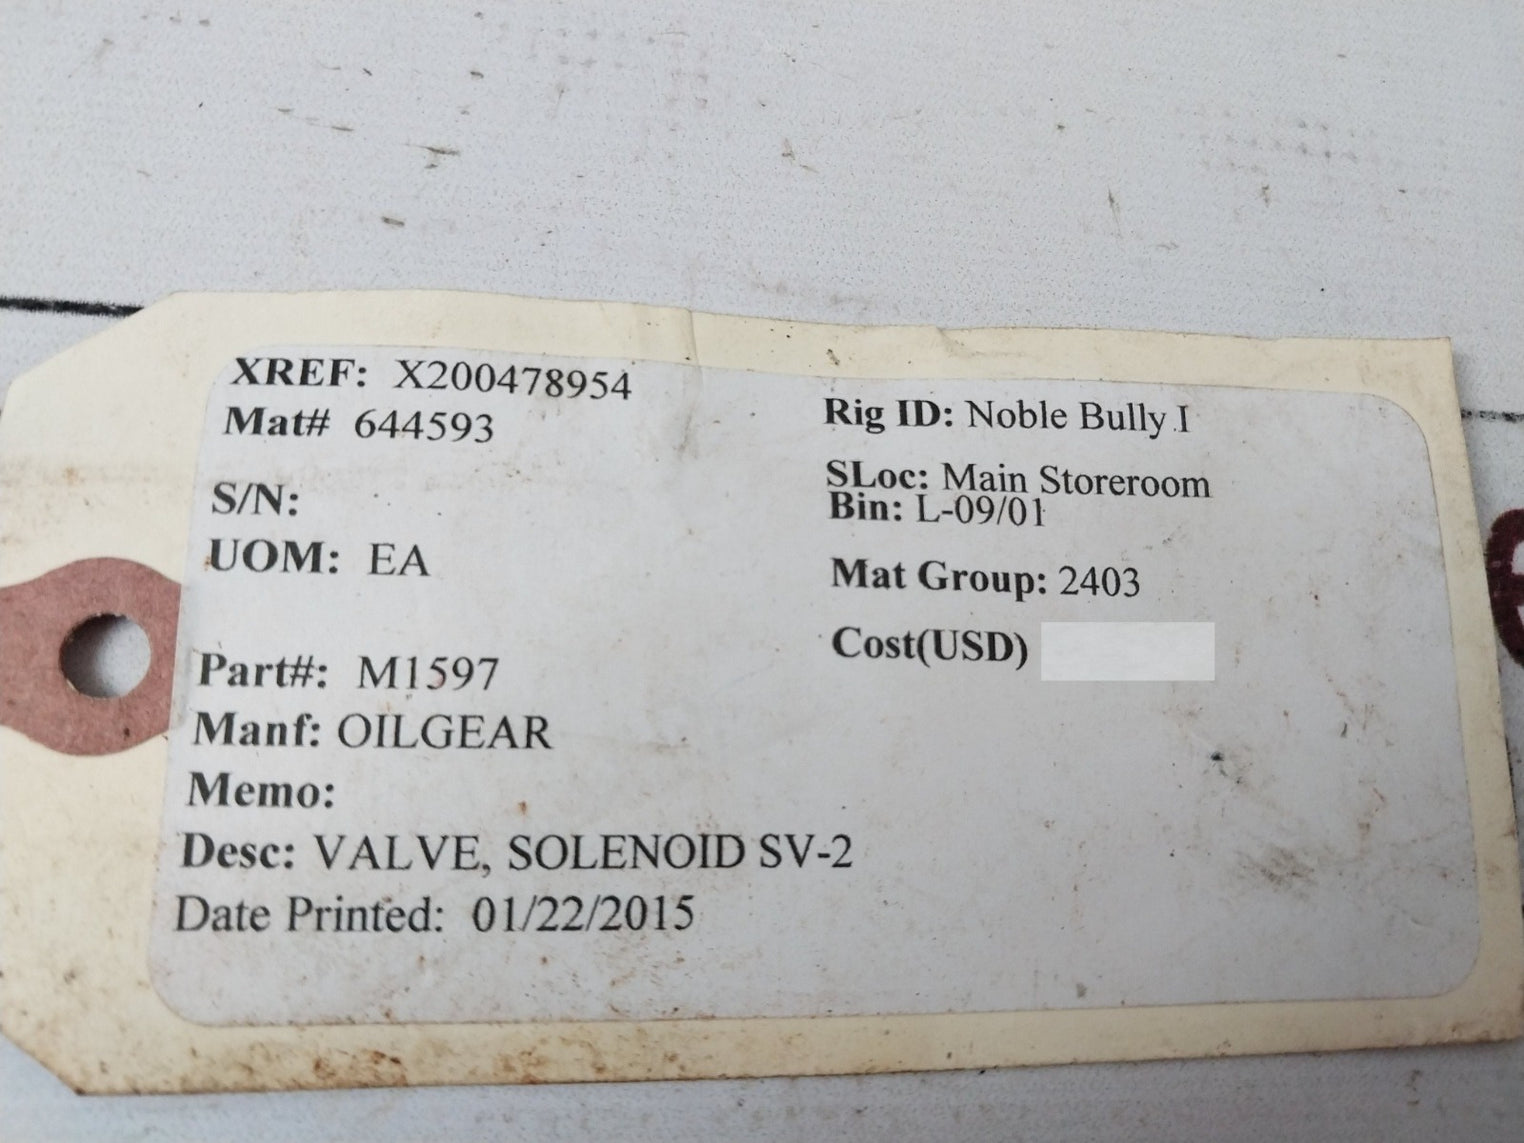 XREF: X200478954
Mat# 644593
S/N:
UOM: EA
Part#: M1597
Manf: OILGEAR
Memo:
Desc: VALVE, SOLENOID SV-2
Date Printed: 01/22/2015
Rig ID: Noble Bully I
SLoc: Main Storeroom
Bin: L-09/01
Mat Group: 2403
Cost(USD)